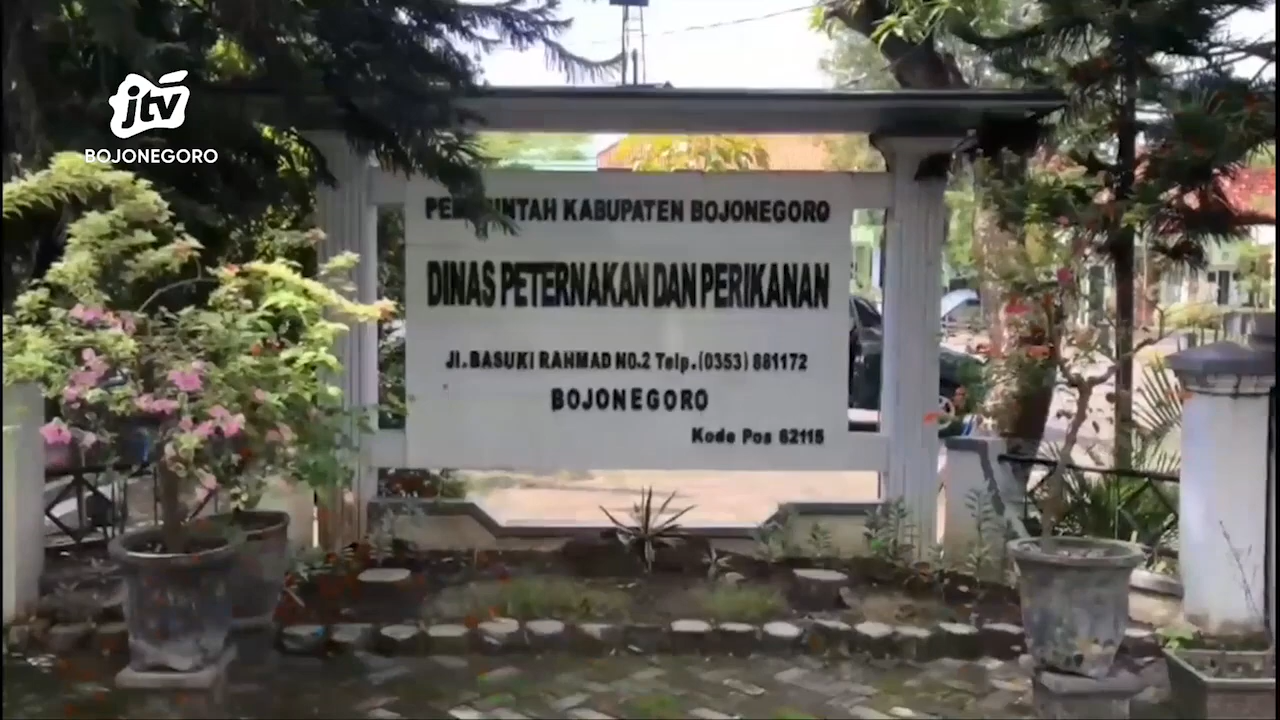 jtv
BOJONEGORO
PEMERINTAH KABUPATEN BOJONEGORO
DINAS PETERNAKAN DAN PERIKANAN
Jl. BASUKI RAHMAD NO.2 Telp.(0353) 881172
BOJONEGORO
Kode Pos 62115